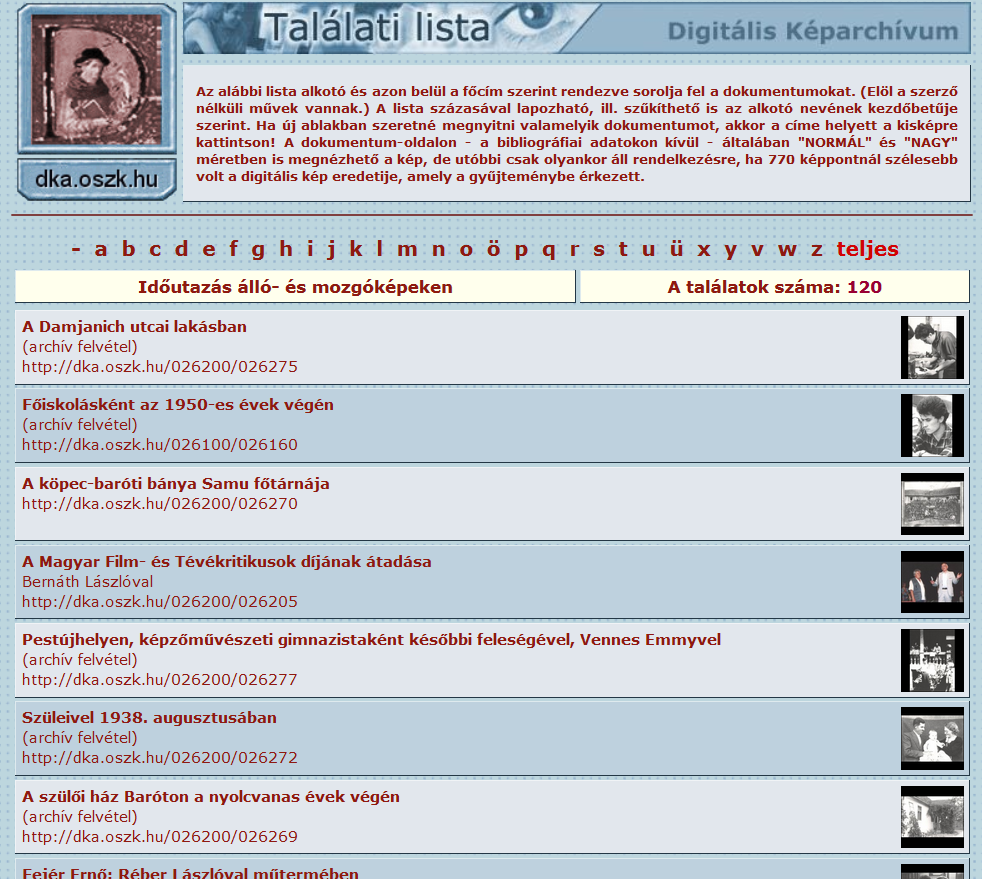 Találati lista
Digitális Képarchívum
D
dka.oszk.hu
Az alábbi lista alkotó és azon belül a főcím szerint rendezve sorolja fel a dokumentumokat. (Elöl a szerző
nélküli művek vannak.) A lista százasával lapozható, ill. szűkíthető is az alkotó nevének kezdőbetűje
szerint. Ha új ablakban szeretné megnyitni valamelyik dokumentumot, akkor a címe helyett a kisképre
kattintson! A dokumentum-oldalon - a bibliográfiai adatokon kívül - általában "NORMÁL" és "NAGY"
méretben is megnézhető a kép, de utóbbi csak olyankor áll rendelkezésre, ha 770 képpontnál szélesebb
volt a digitális kép eredetije, amely a gyűjteménybe érkezett.
- a b c d e f g h i j k l m n o ö p q r s t u ü x y v w z teljes
Időutazás álló- és mozgóképeken
A találatok száma: 120
A Damjanich utcai lakásban
(archív felvétel)
http://dka.oszk.hu/026200/026275
Főiskolásként az 1950-es évek végén
(archív felvétel)
http://dka.oszk.hu/026100/026160
A köpec-baróti bánya Samu főtárnája
http://dka.oszk.hu/026200/026270
A Magyar Film- és Tévékritikusok díjának átadása
Bernáth Lászlóval
http://dka.oszk.hu/026200/026205
Pestújhelyen, képzőművészeti gimnazistaként későbbi feleségével, Vennes Emmyvel
(archív felvétel)
http://dka.oszk.hu/026200/026277
Szüleivel 1938. augusztusában
(archív felvétel)
http://dka.oszk.hu/026200/026272
A szülői ház Baróton a nyolcvanas évek végén
(archív felvétel)
http://dka.oszk.hu/026200/026269
Fejér Ernő: Réber Lászlóval műtermében